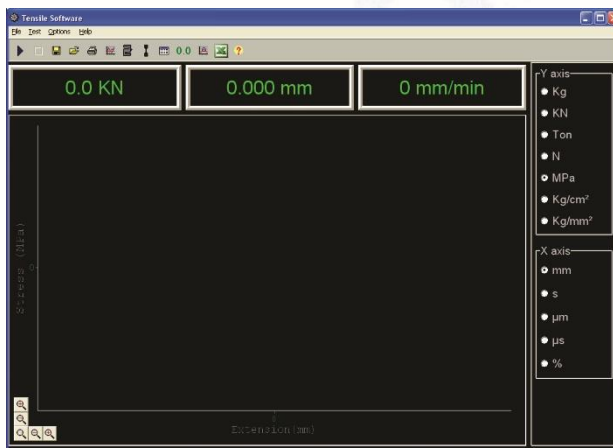 Tensile Software
File Test Options Help
0.0
?
0.0 KN
0.000 mm
0 mm/min
Y axis
Kg
KN
Ton
N
MPa
Kg/cm²
Kg/mm²
X axis
mm
s
µm
µs
%
Stress (MPa)
0
0
Extension(mm)